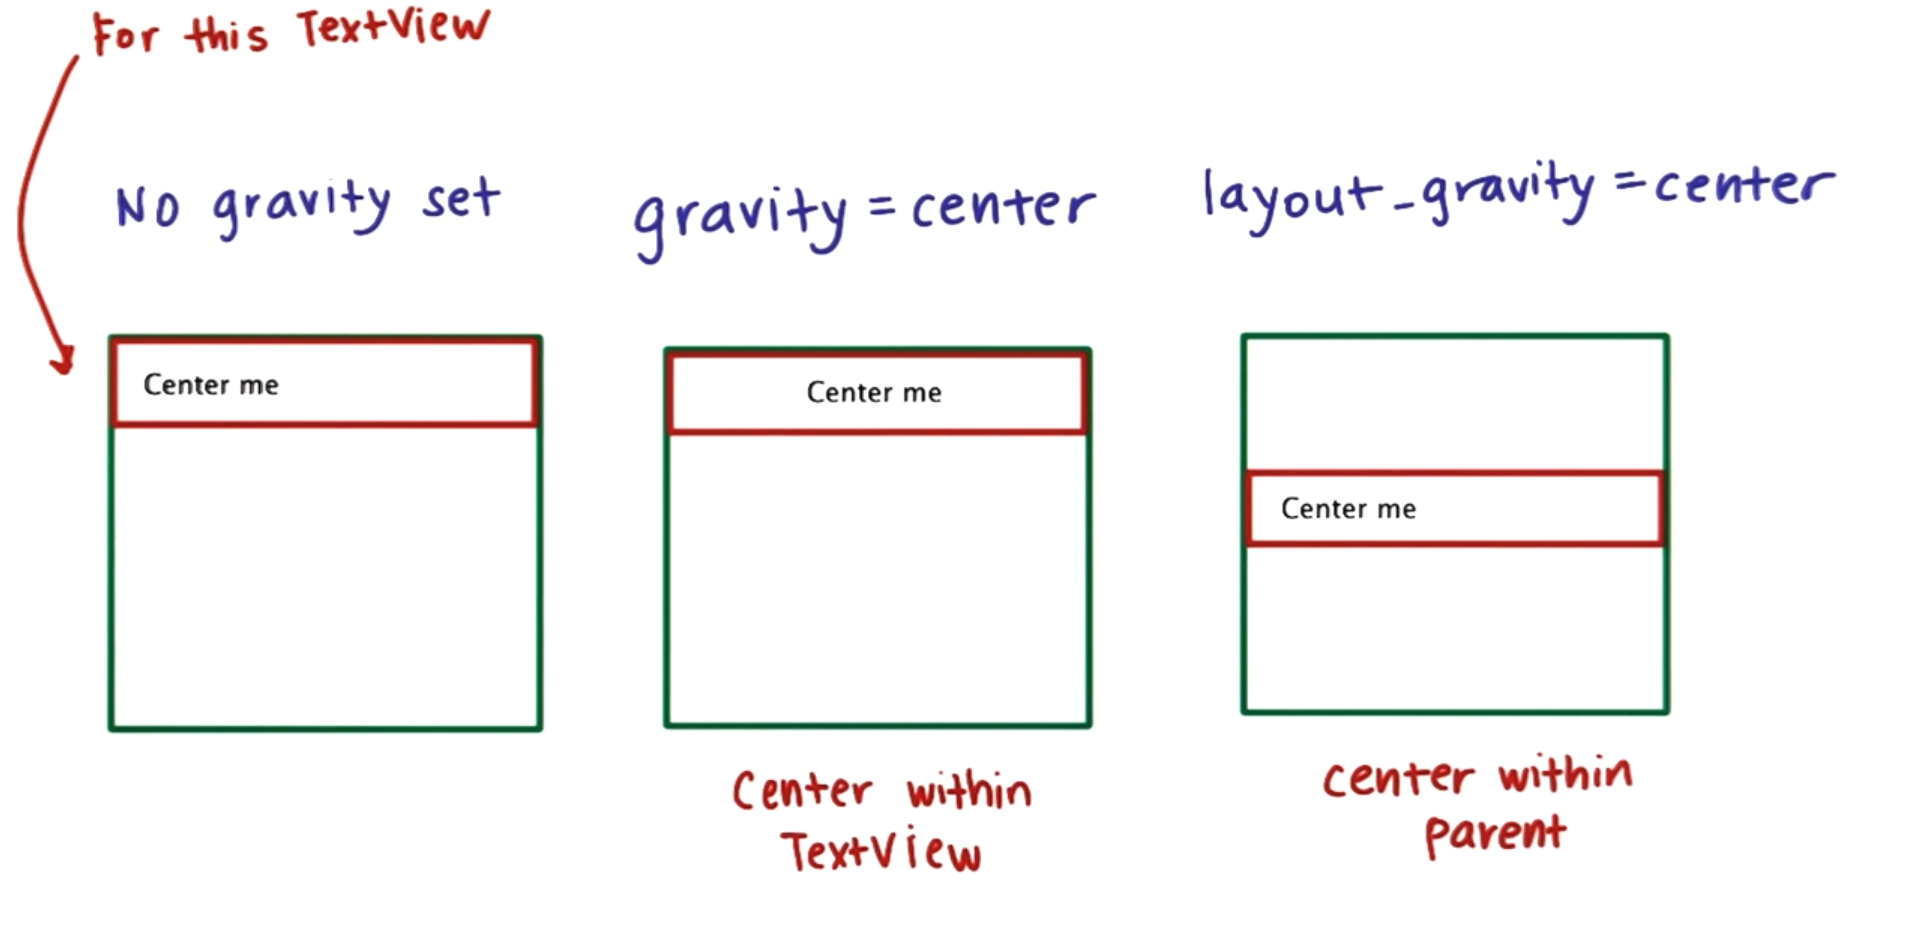 For this TextView
No gravity set
gravity = center
layout_gravity = center
Center me
Center me
Center me
Center within
TextView
center within
parent